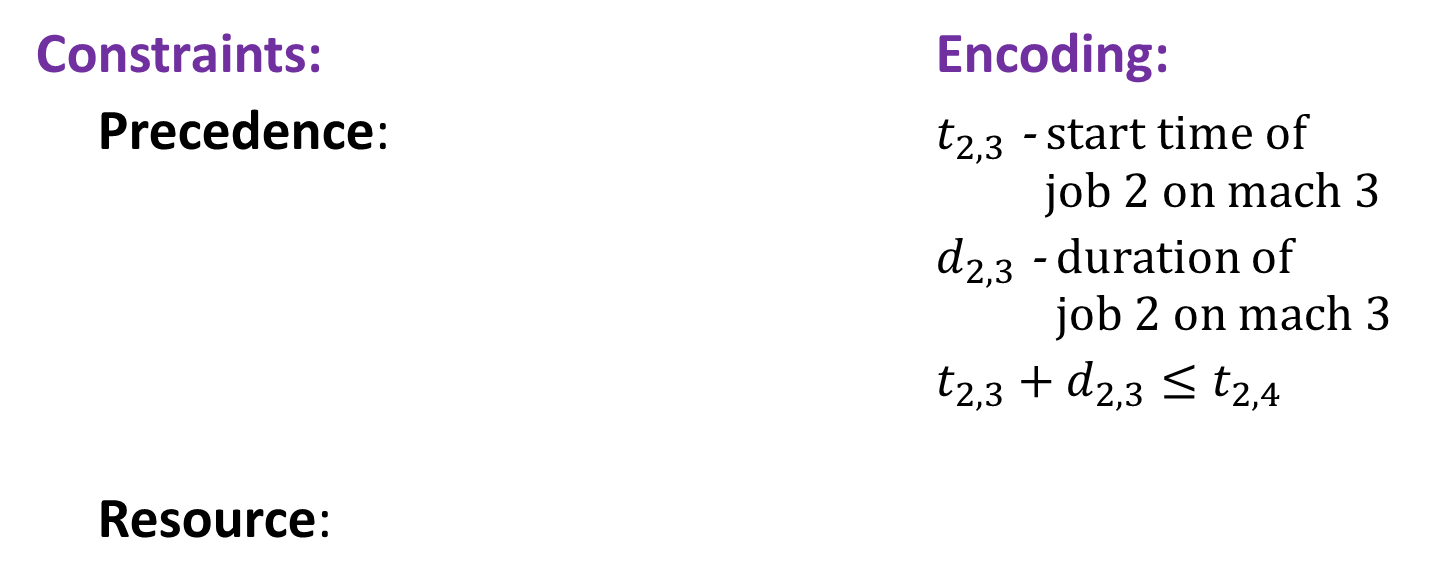 Constraints:
Precedence:
Resource:
Encoding:
t₂,₃ - start time of
job 2 on mach 3
d₂,₃ - duration of
job 2 on mach 3
t₂,₃ + d₂,₃ ≤ t₂,₄